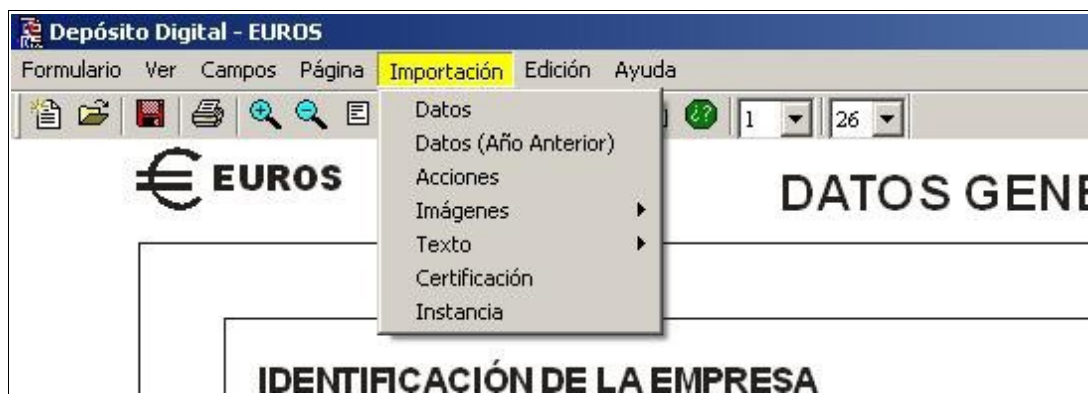 Depósito Digital - EUROS
Formulario Ver Campos Página Importación Edición Ayuda
1 26
Datos
Datos (Año Anterior)
Acciones
Imágenes
Texto
Certificación
Instancia
€ EUROS
DATOS GENE
IDENTIFICACIÓN DE LA EMPRESA